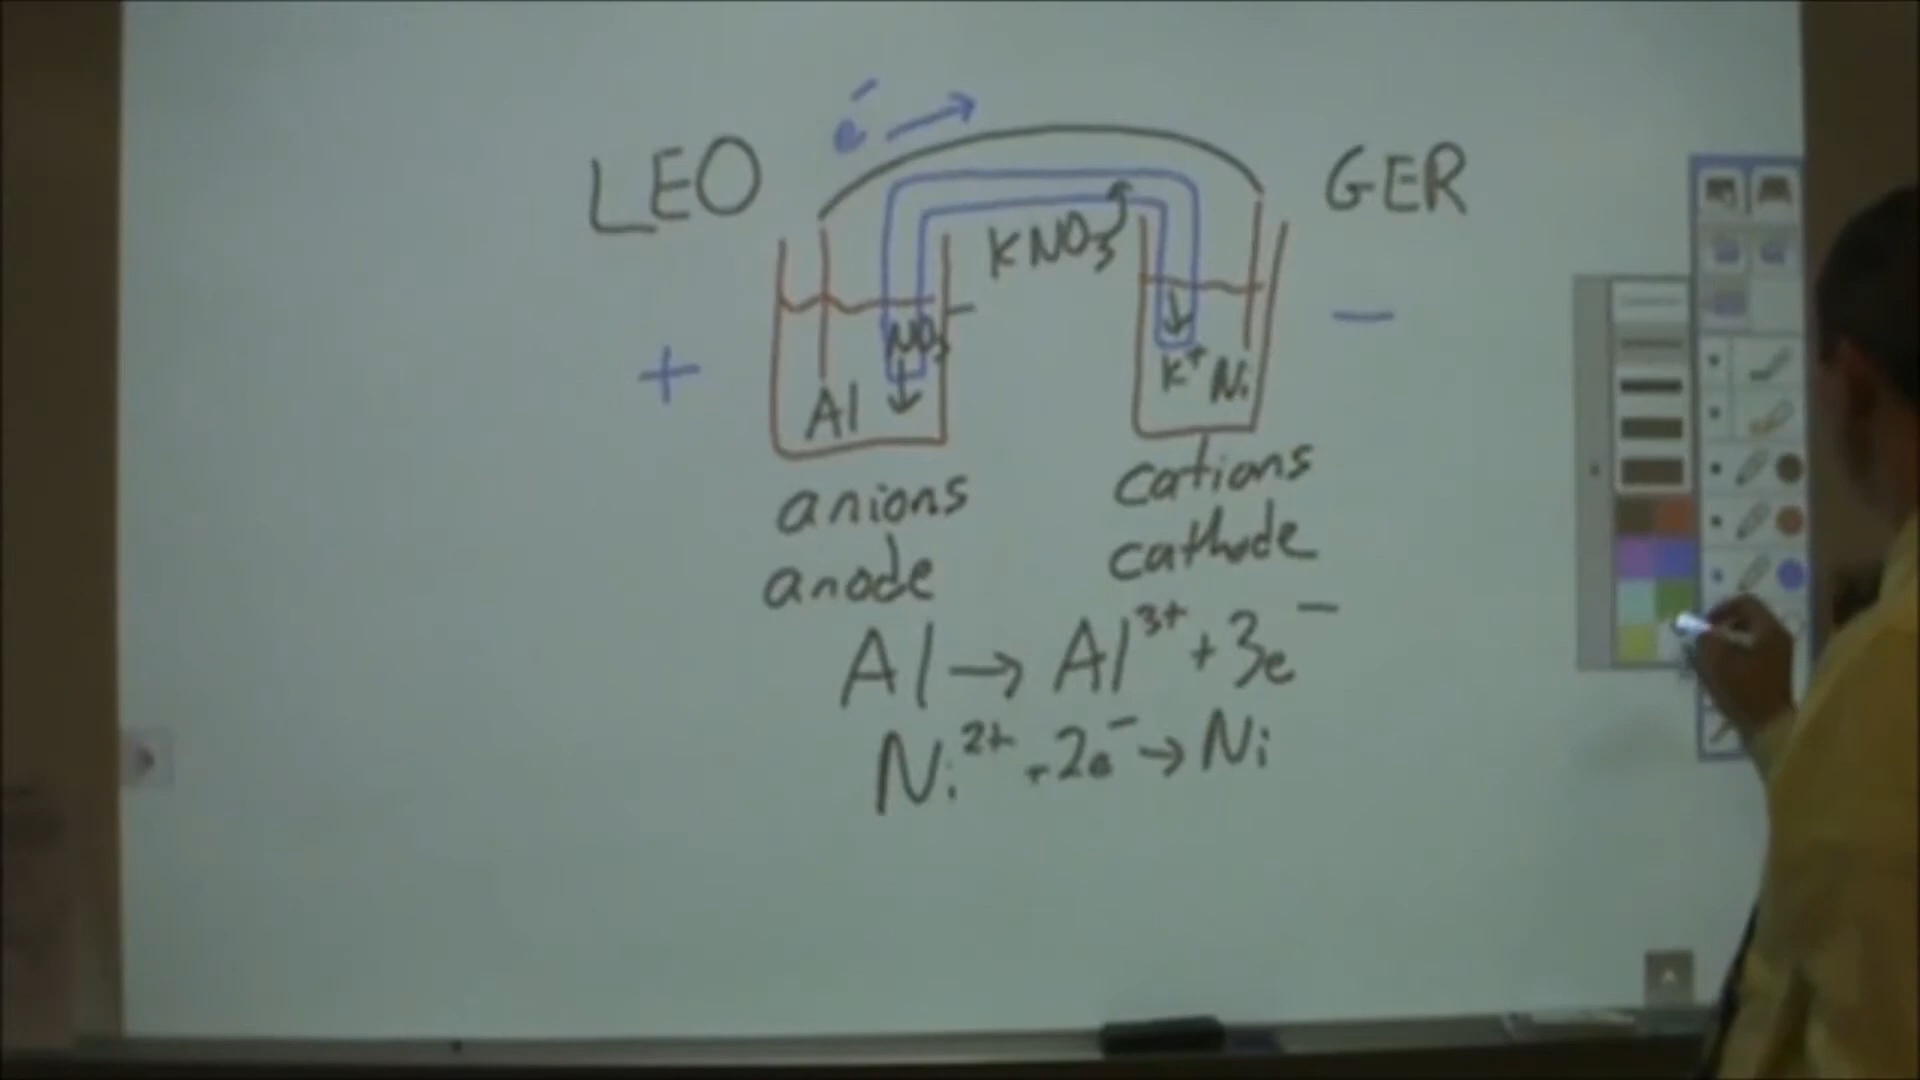 e⁻ →
LEO
GER
KNO₃
NO₃⁻
+
−
Al
K⁺ Ni
anions
cations
anode
cathode
Al → Al³⁺ + 3e⁻
Ni²⁺ + 2e⁻ → Ni